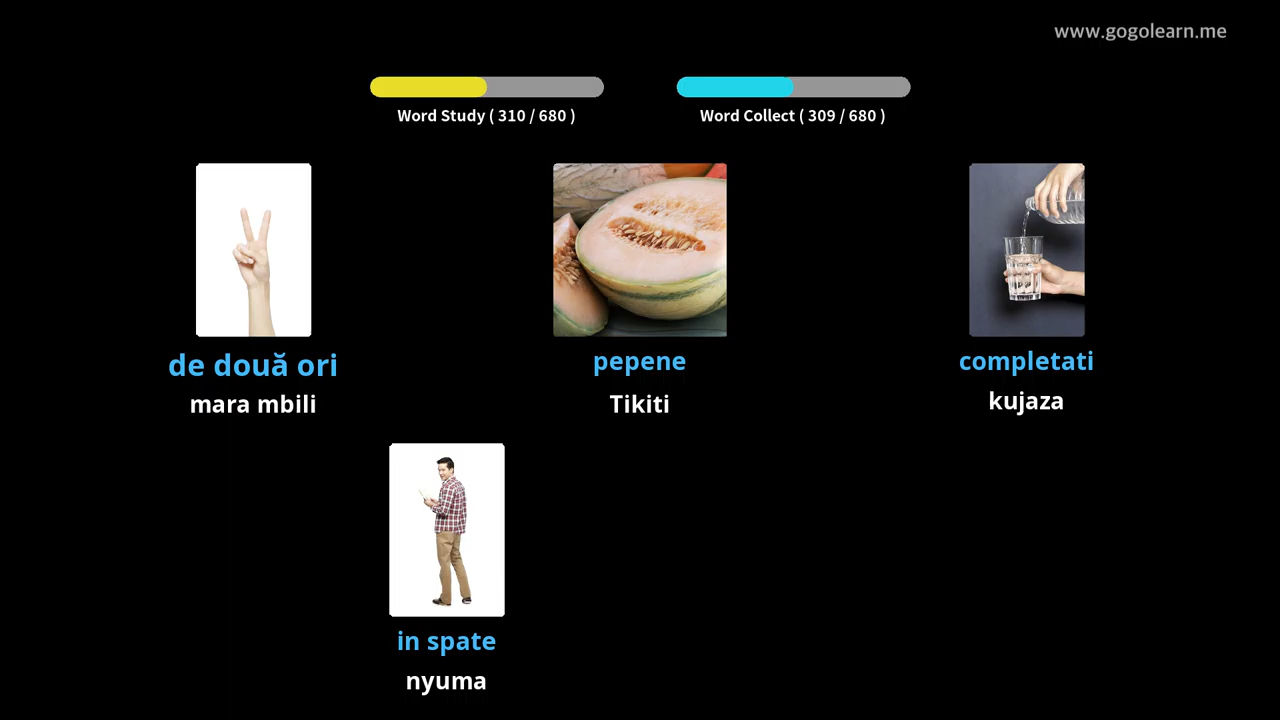 www.gogolearn.me
Word Study ( 310 / 680 )
Word Collect ( 309 / 680 )
de două ori
mara mbili
pepene
Tikiti
completati
kujaza
in spate
nyuma